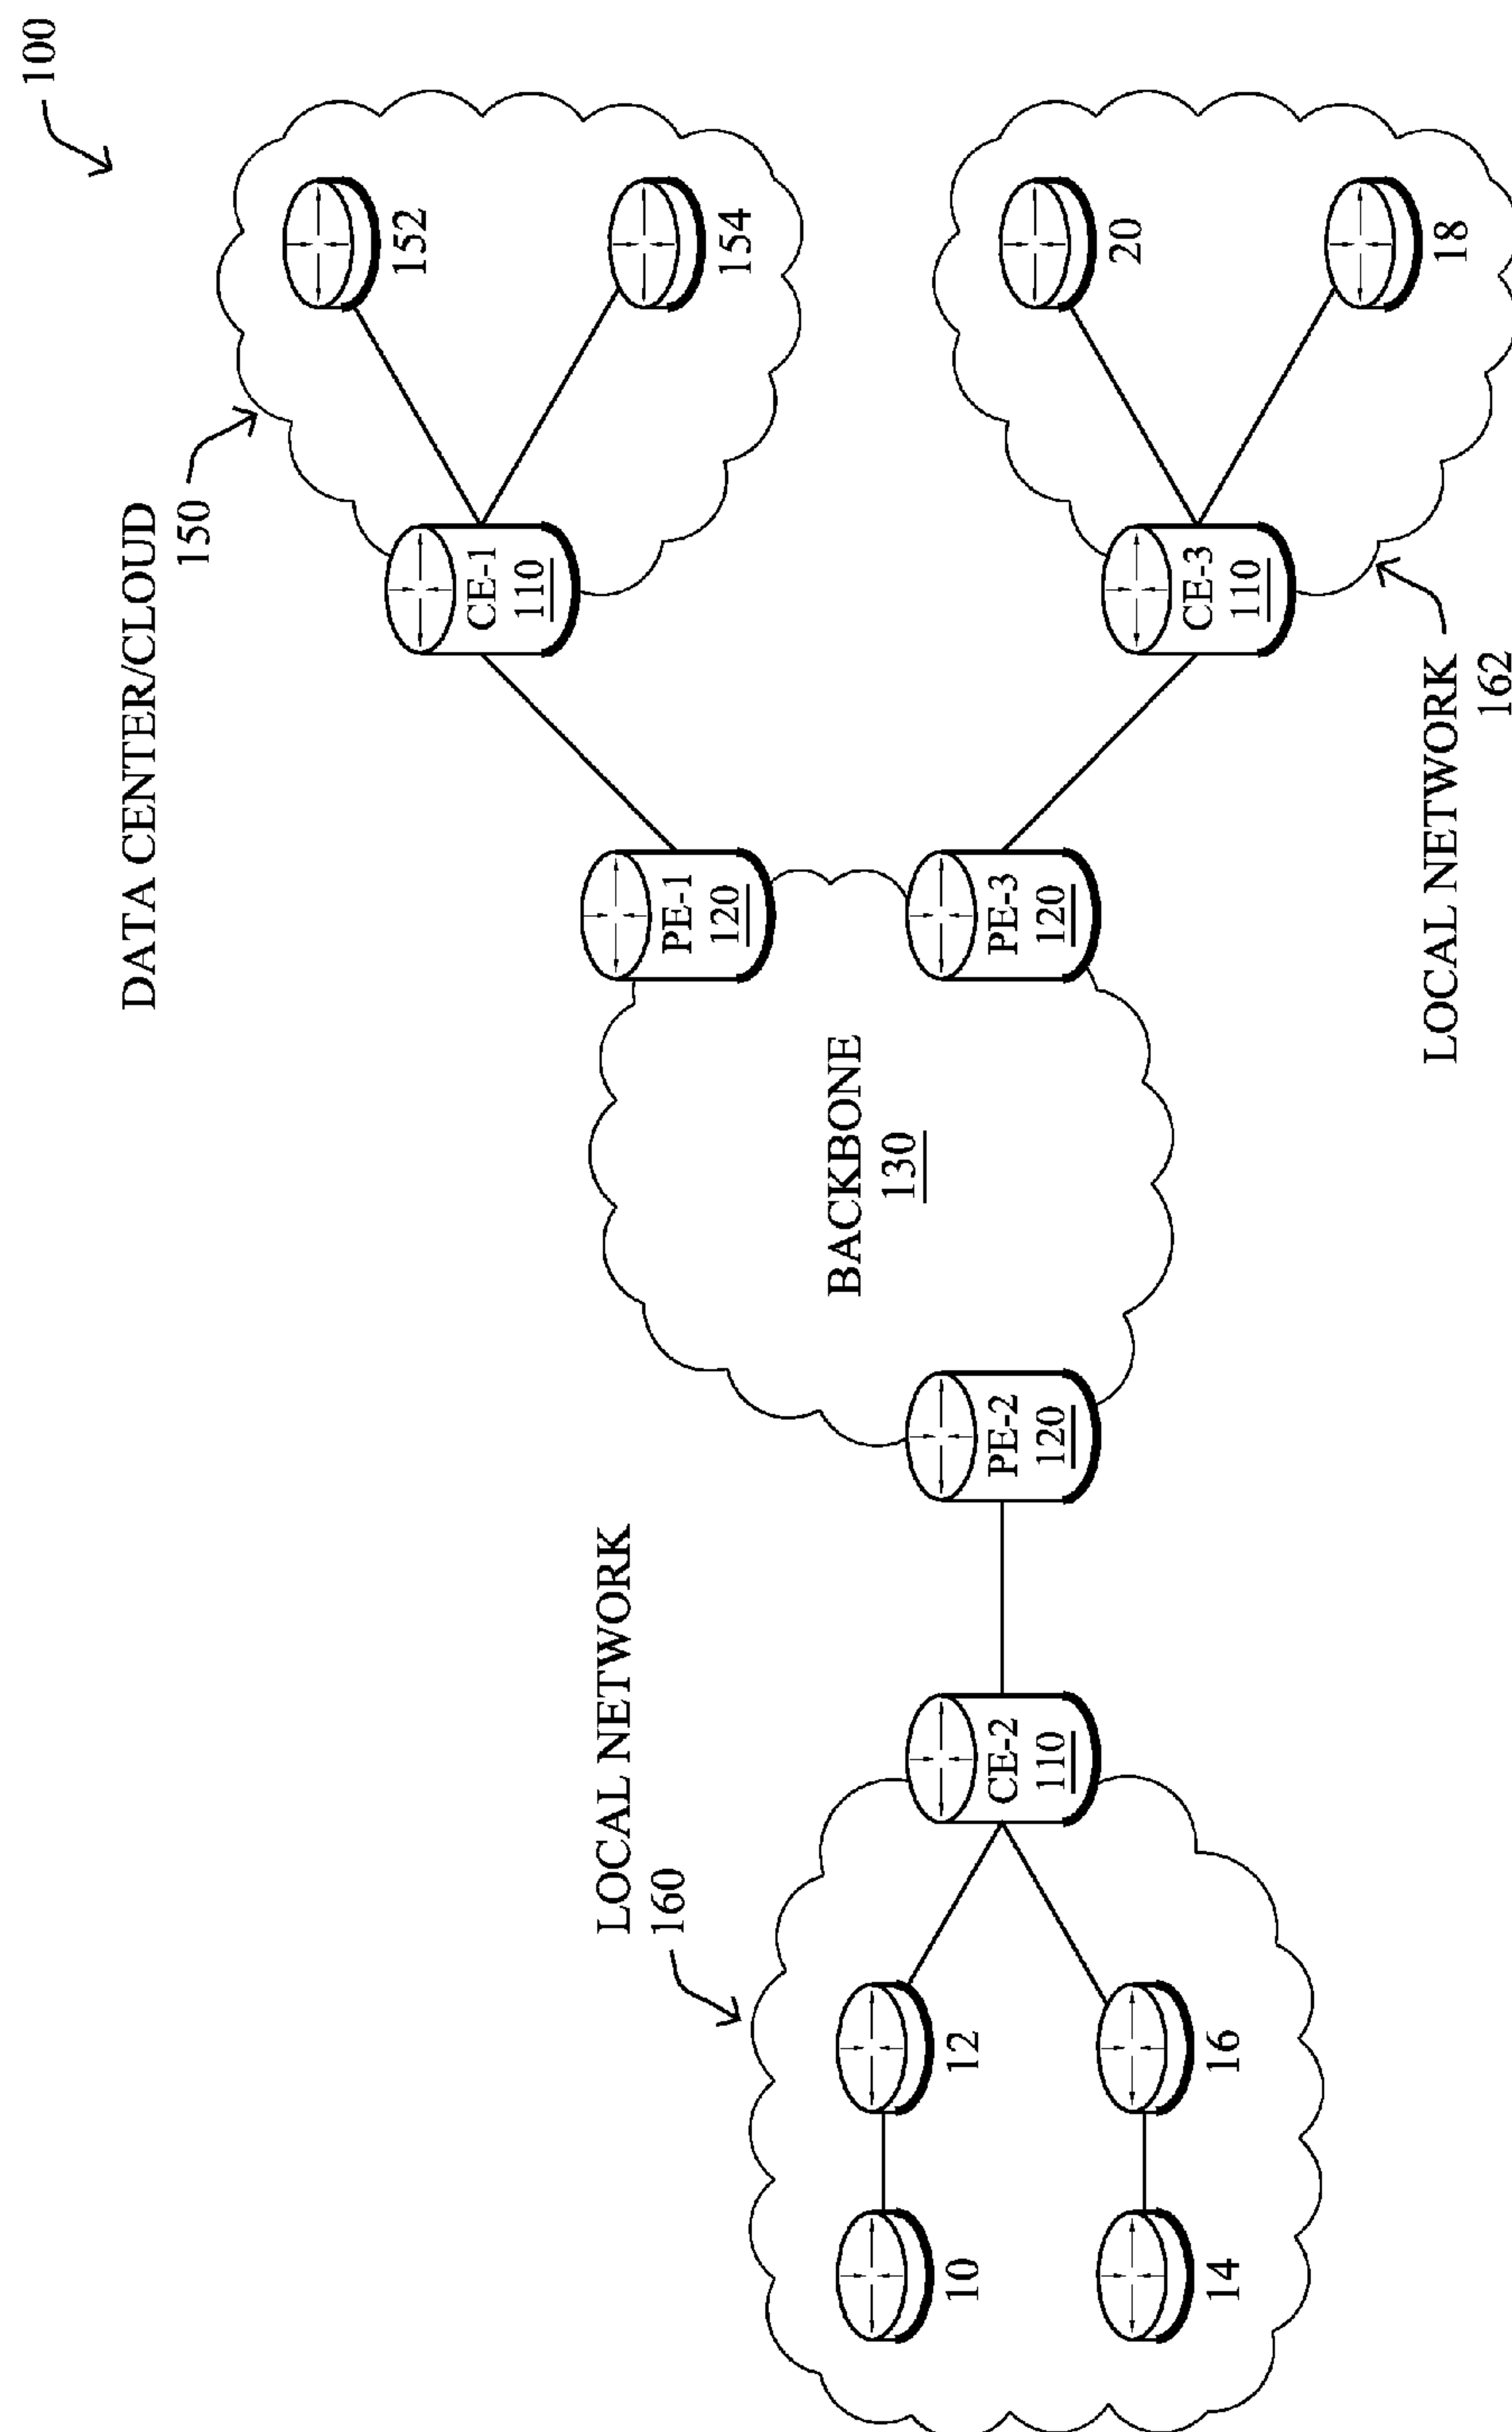 100
DATA CENTER/CLOUD
150
152
154
CE-1
110
PE-1
120
BACKBONE
130
PE-3
120
CE-3
110
20
18
LOCAL NETWORK
162
LOCAL NETWORK
160
PE-2
120
CE-2
110
12
10
16
14